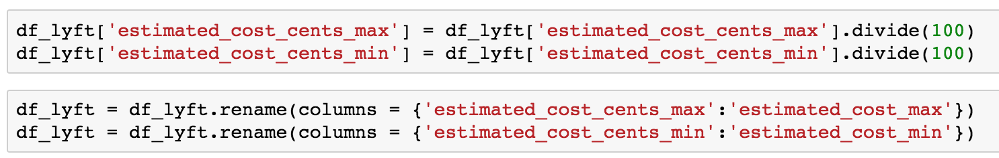 df_lyft['estimated_cost_cents_max'] = df_lyft['estimated_cost_cents_max'].divide(100)
df_lyft['estimated_cost_cents_min'] = df_lyft['estimated_cost_cents_min'].divide(100)
df_lyft = df_lyft.rename(columns = {'estimated_cost_cents_max':'estimated_cost_max'})
df_lyft = df_lyft.rename(columns = {'estimated_cost_cents_min':'estimated_cost_min'})